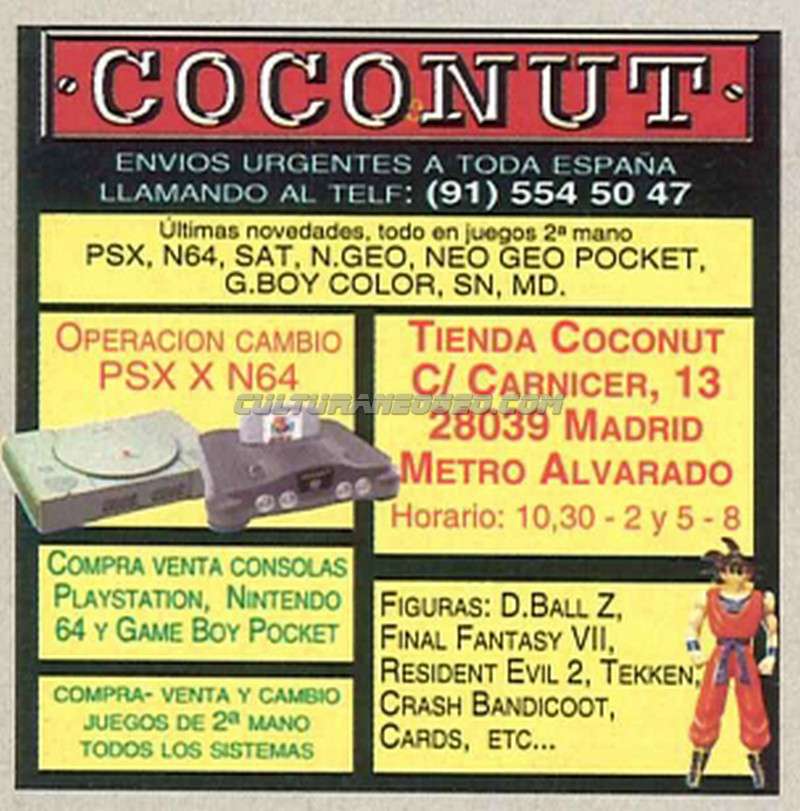 COCONUT
ENVIOS URGENTES A TODA ESPAÑA
LLAMANDO AL TELF: (91) 554 50 47
Últimas novedades, todo en juegos 2ª mano
PSX, N64, SAT, N.GEO, NEO GEO POCKET,
G.BOY COLOR, SN, MD.
OPERACION CAMBIO
PSX X N64
CULTURANEOGEO.COM
TIENDA COCONUT
C/ CARNICER, 13
28039 MADRID
METRO ALVARADO
Horario: 10,30 - 2 y 5 - 8
COMPRA VENTA CONSOLAS
PLAYSTATION, NINTENDO
64 Y GAME BOY POCKET
COMPRA- VENTA Y CAMBIO
JUEGOS DE 2ª MANO
TODOS LOS SISTEMAS
FIGURAS: D.BALL Z,
FINAL FANTASY VII,
RESIDENT EVIL 2, TEKKEN,
CRASH BANDICOOT,
CARDS, ETC...